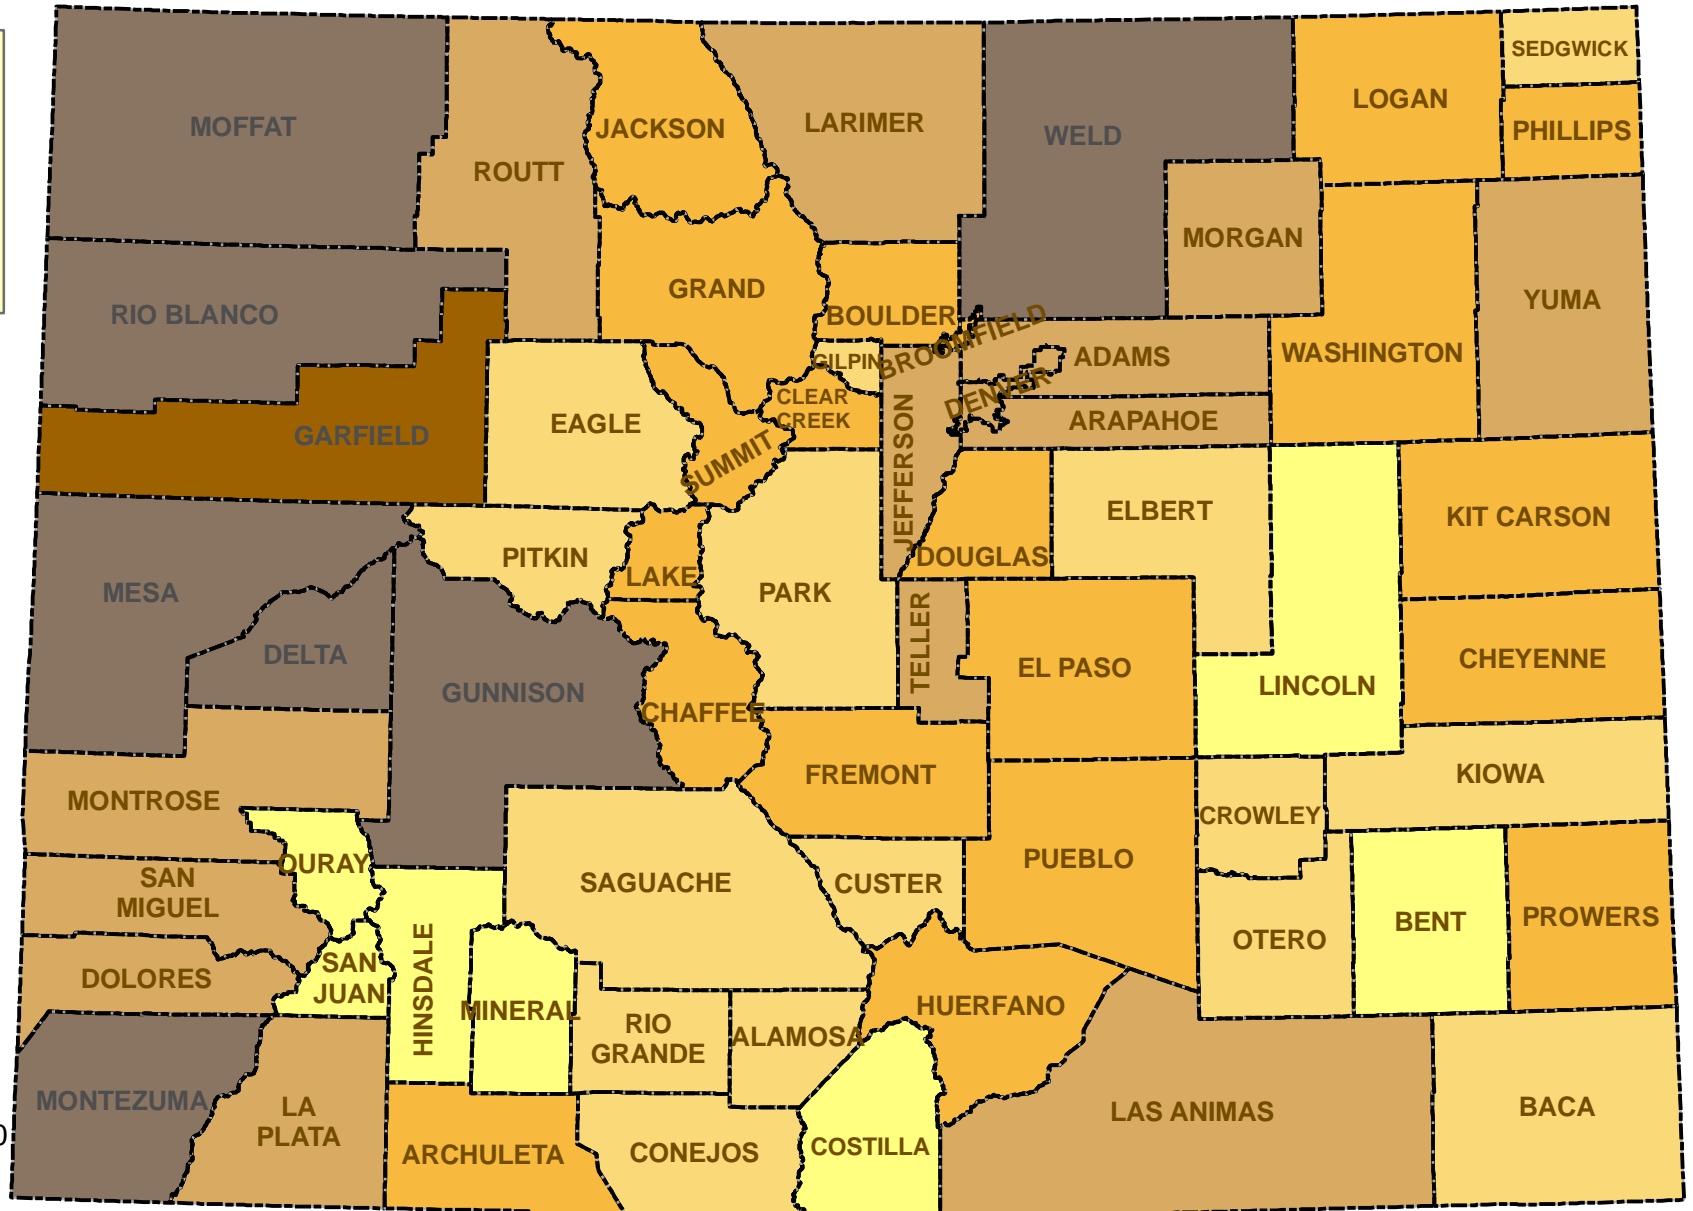 SEDGWICK
LOGAN
LARIMER
MOFFAT
JACKSON
WELD
PHILLIPS
ROUTT
MORGAN
GRAND
YUMA
RIO BLANCO
BOULDER
BROOMFIELD
GILPIN
ADAMS
WASHINGTON
DENVER
CLEAR
CREEK
ARAPAHOE
EAGLE
GARFIELD
SUMMIT
JEFFERSON
ELBERT
KIT CARSON
PITKIN
DOUGLAS
LAKE
MESA
PARK
TELLER
DELTA
CHEYENNE
EL PASO
LINCOLN
GUNNISON
CHAFFEE
FREMONT
KIOWA
MONTROSE
CROWLEY
PUEBLO
OURAY
SAN
MIGUEL
SAGUACHE
CUSTER
PROWERS
BENT
OTERO
DOLORES
SAN
JUAN
HINSDALE
MINERAL
HUERFANO
RIO
GRANDE
ALAMOSA
MONTEZUMA
LA
PLATA
LAS ANIMAS
BACA
COSTILLA
CONEJOS
ARCHULETA
0